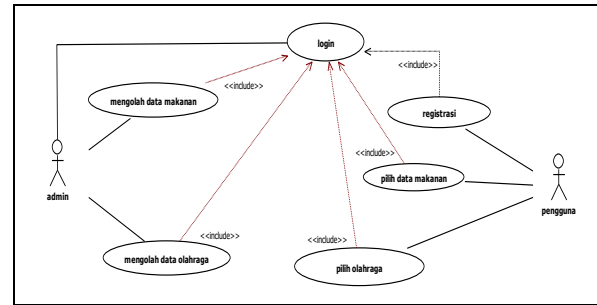 login
<<include>>
<<include>>
mengolah data makanan
registrasi
<<include>>
pilih data makanan
admin
pengguna
<<include>>
<<include>>
mengolah data olahraga
pilih olahraga